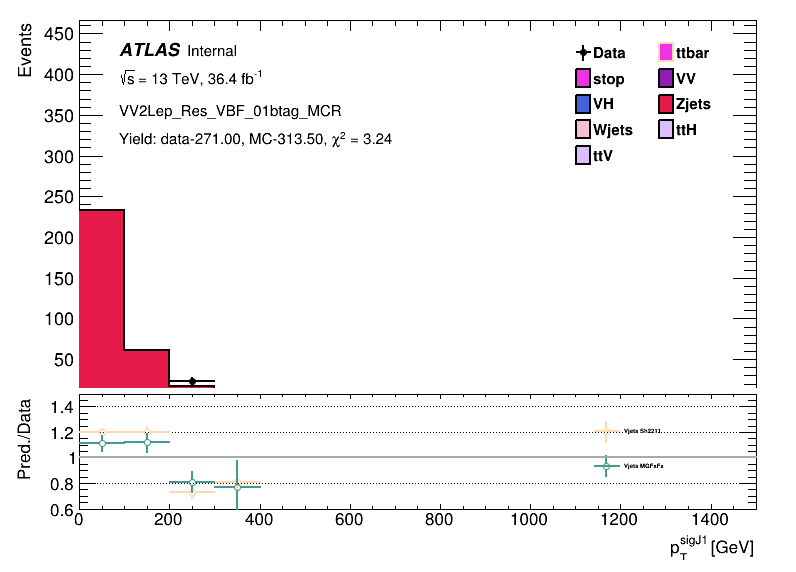 Events
450
400
350
300
250
200
150
100
50
ATLAS Internal
√s = 13 TeV, 36.4 fb⁻¹
VV2Lep_Res_VBF_01btag_MCR
Yield: data-271.00, MC-313.50, χ² = 3.24
Data
ttbar
stop
VV
VH
Zjets
Wjets
ttH
ttV
Pred./Data
1.4
1.2
1
0.8
0.6
Vjets Sh2211
Vjets MGFxFx
0 200 400 600 800 1000 1200 1400
p_T^sigJ1 [GeV]